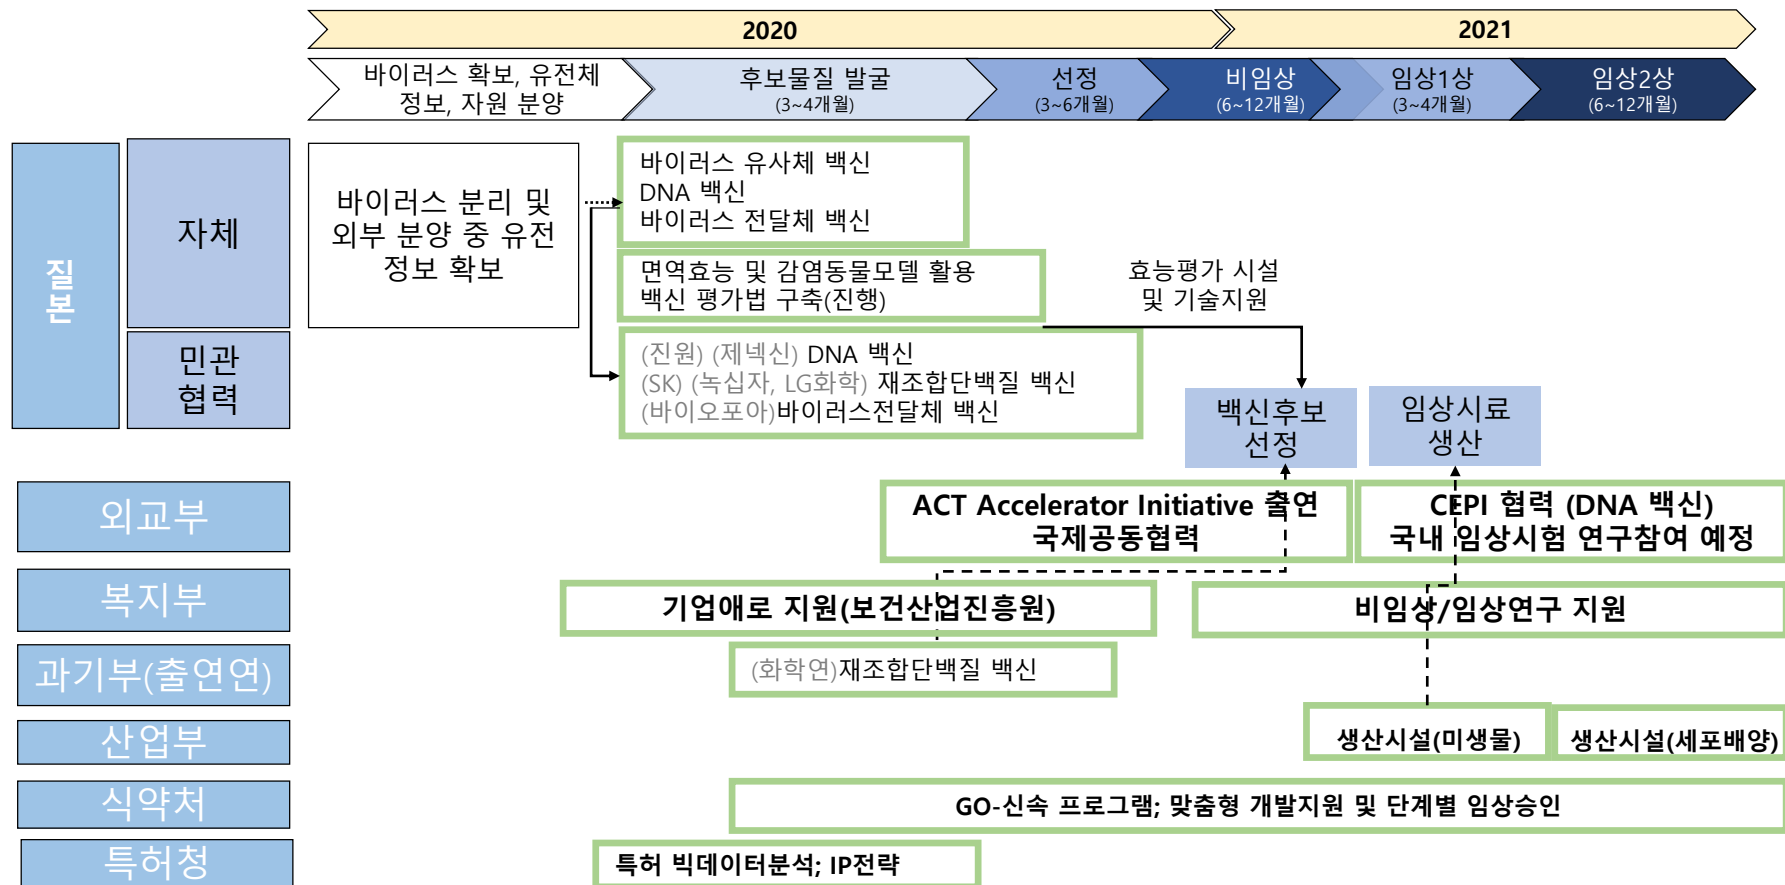 2020
2021
바이러스 확보, 유전체
정보, 자원 분양
후보물질 발굴
(3~4개월)
선정
(3~6개월)
비임상
(6~12개월)
임상1상
(3~4개월)
임상2상
(6~12개월)
질
본
자체
바이러스 분리 및
외부 분양 중 유전
정보 확보
바이러스 유사체 백신
DNA 백신
바이러스 전달체 백신
면역효능 및 감염동물모델 활용
백신 평가법 구축(진행)
효능평가 시설
및 기술지원
민관
협력
(진원) (제넥신) DNA 백신
(SK) (녹십자, LG화학) 재조합단백질 백신
(바이오포아)바이러스전달체 백신
백신후보
선정
임상시료
생산
외교부
ACT Accelerator Initiative 출연
국제공동협력
CEPI 협력 (DNA 백신)
국내 임상시험 연구참여 예정
복지부
기업애로 지원(보건산업진흥원)
비임상/임상연구 지원
과기부(출연연)
(화학연)재조합단백질 백신
산업부
생산시설(미생물)
생산시설(세포배양)
식약처
GO-신속 프로그램; 맞춤형 개발지원 및 단계별 임상승인
특허청
특허 빅데이터분석; IP전략